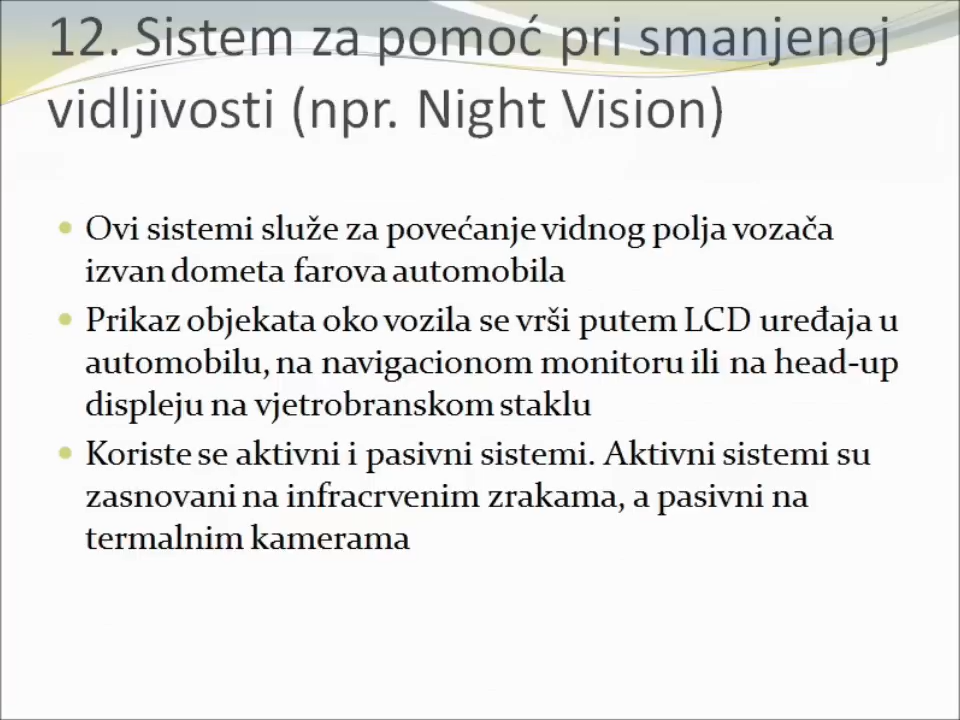 12. Sistem za pomoć pri smanjenoj
vidljivosti (npr. Night Vision)
Ovi sistemi služe za povećanje vidnog polja vozača
izvan dometa farova automobila
Prikaz objekata oko vozila se vrši putem LCD uređaja u
automobilu, na navigacionom monitoru ili na head-up
displeju na vjetrobranskom staklu
Koriste se aktivni i pasivni sistemi. Aktivni sistemi su
zasnovani na infracrvenim zrakama, a pasivni na
termalnim kamerama